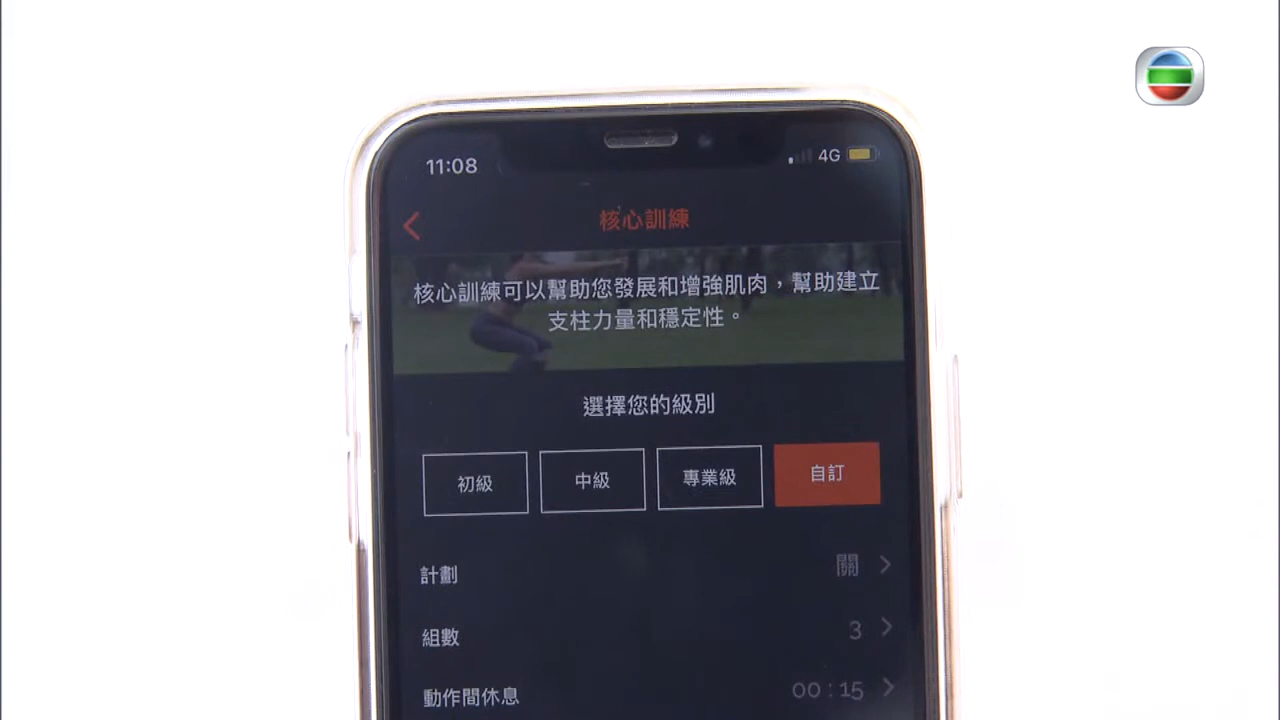 11:08
4G
核心訓練
核心訓練可以幫助您發展和增強肌肉，幫助建立
支柱力量和穩定性。
選擇您的級別
初級 中級 專業級 自訂
計劃 關
組數 3
動作間休息 00 : 15